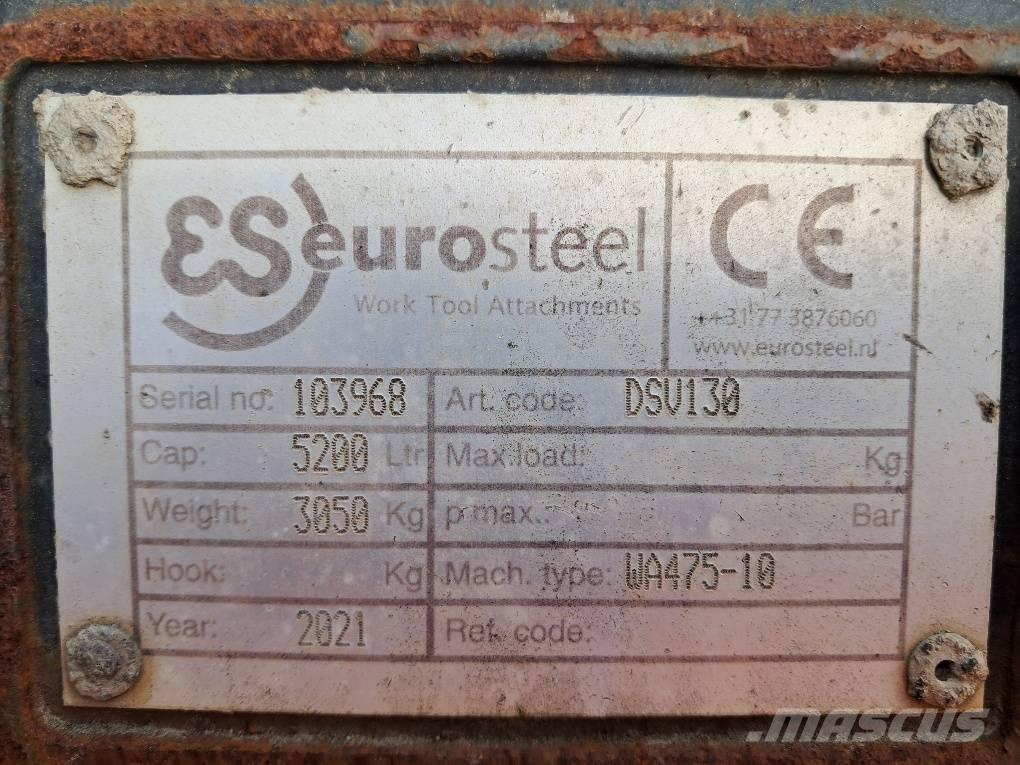 ES eurosteel
Work Tool Attachments
CE
++31 77 3876060
www.eurosteel.nl
Serial no: 103968 Art. code: DSV130
Cap: 5200 Ltr Max.load: Kg
Weight: 3050 Kg p max.: Bar
Hook: Kg Mach. type: WA475-10
Year: 2021 Ref. code:
MASCUS